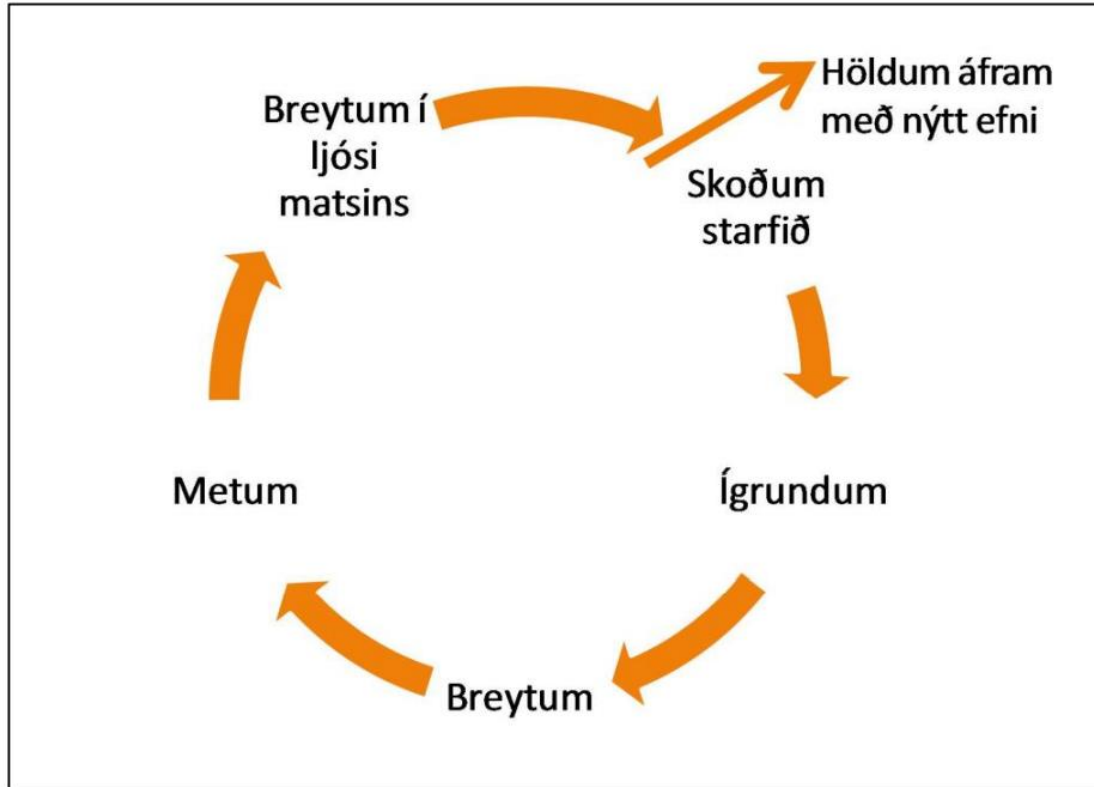 Höldum áfram
með nýtt efni
Breytum í
ljósi
matsins
Skoðum
starfið
Ígrundum
Breytum
Metum